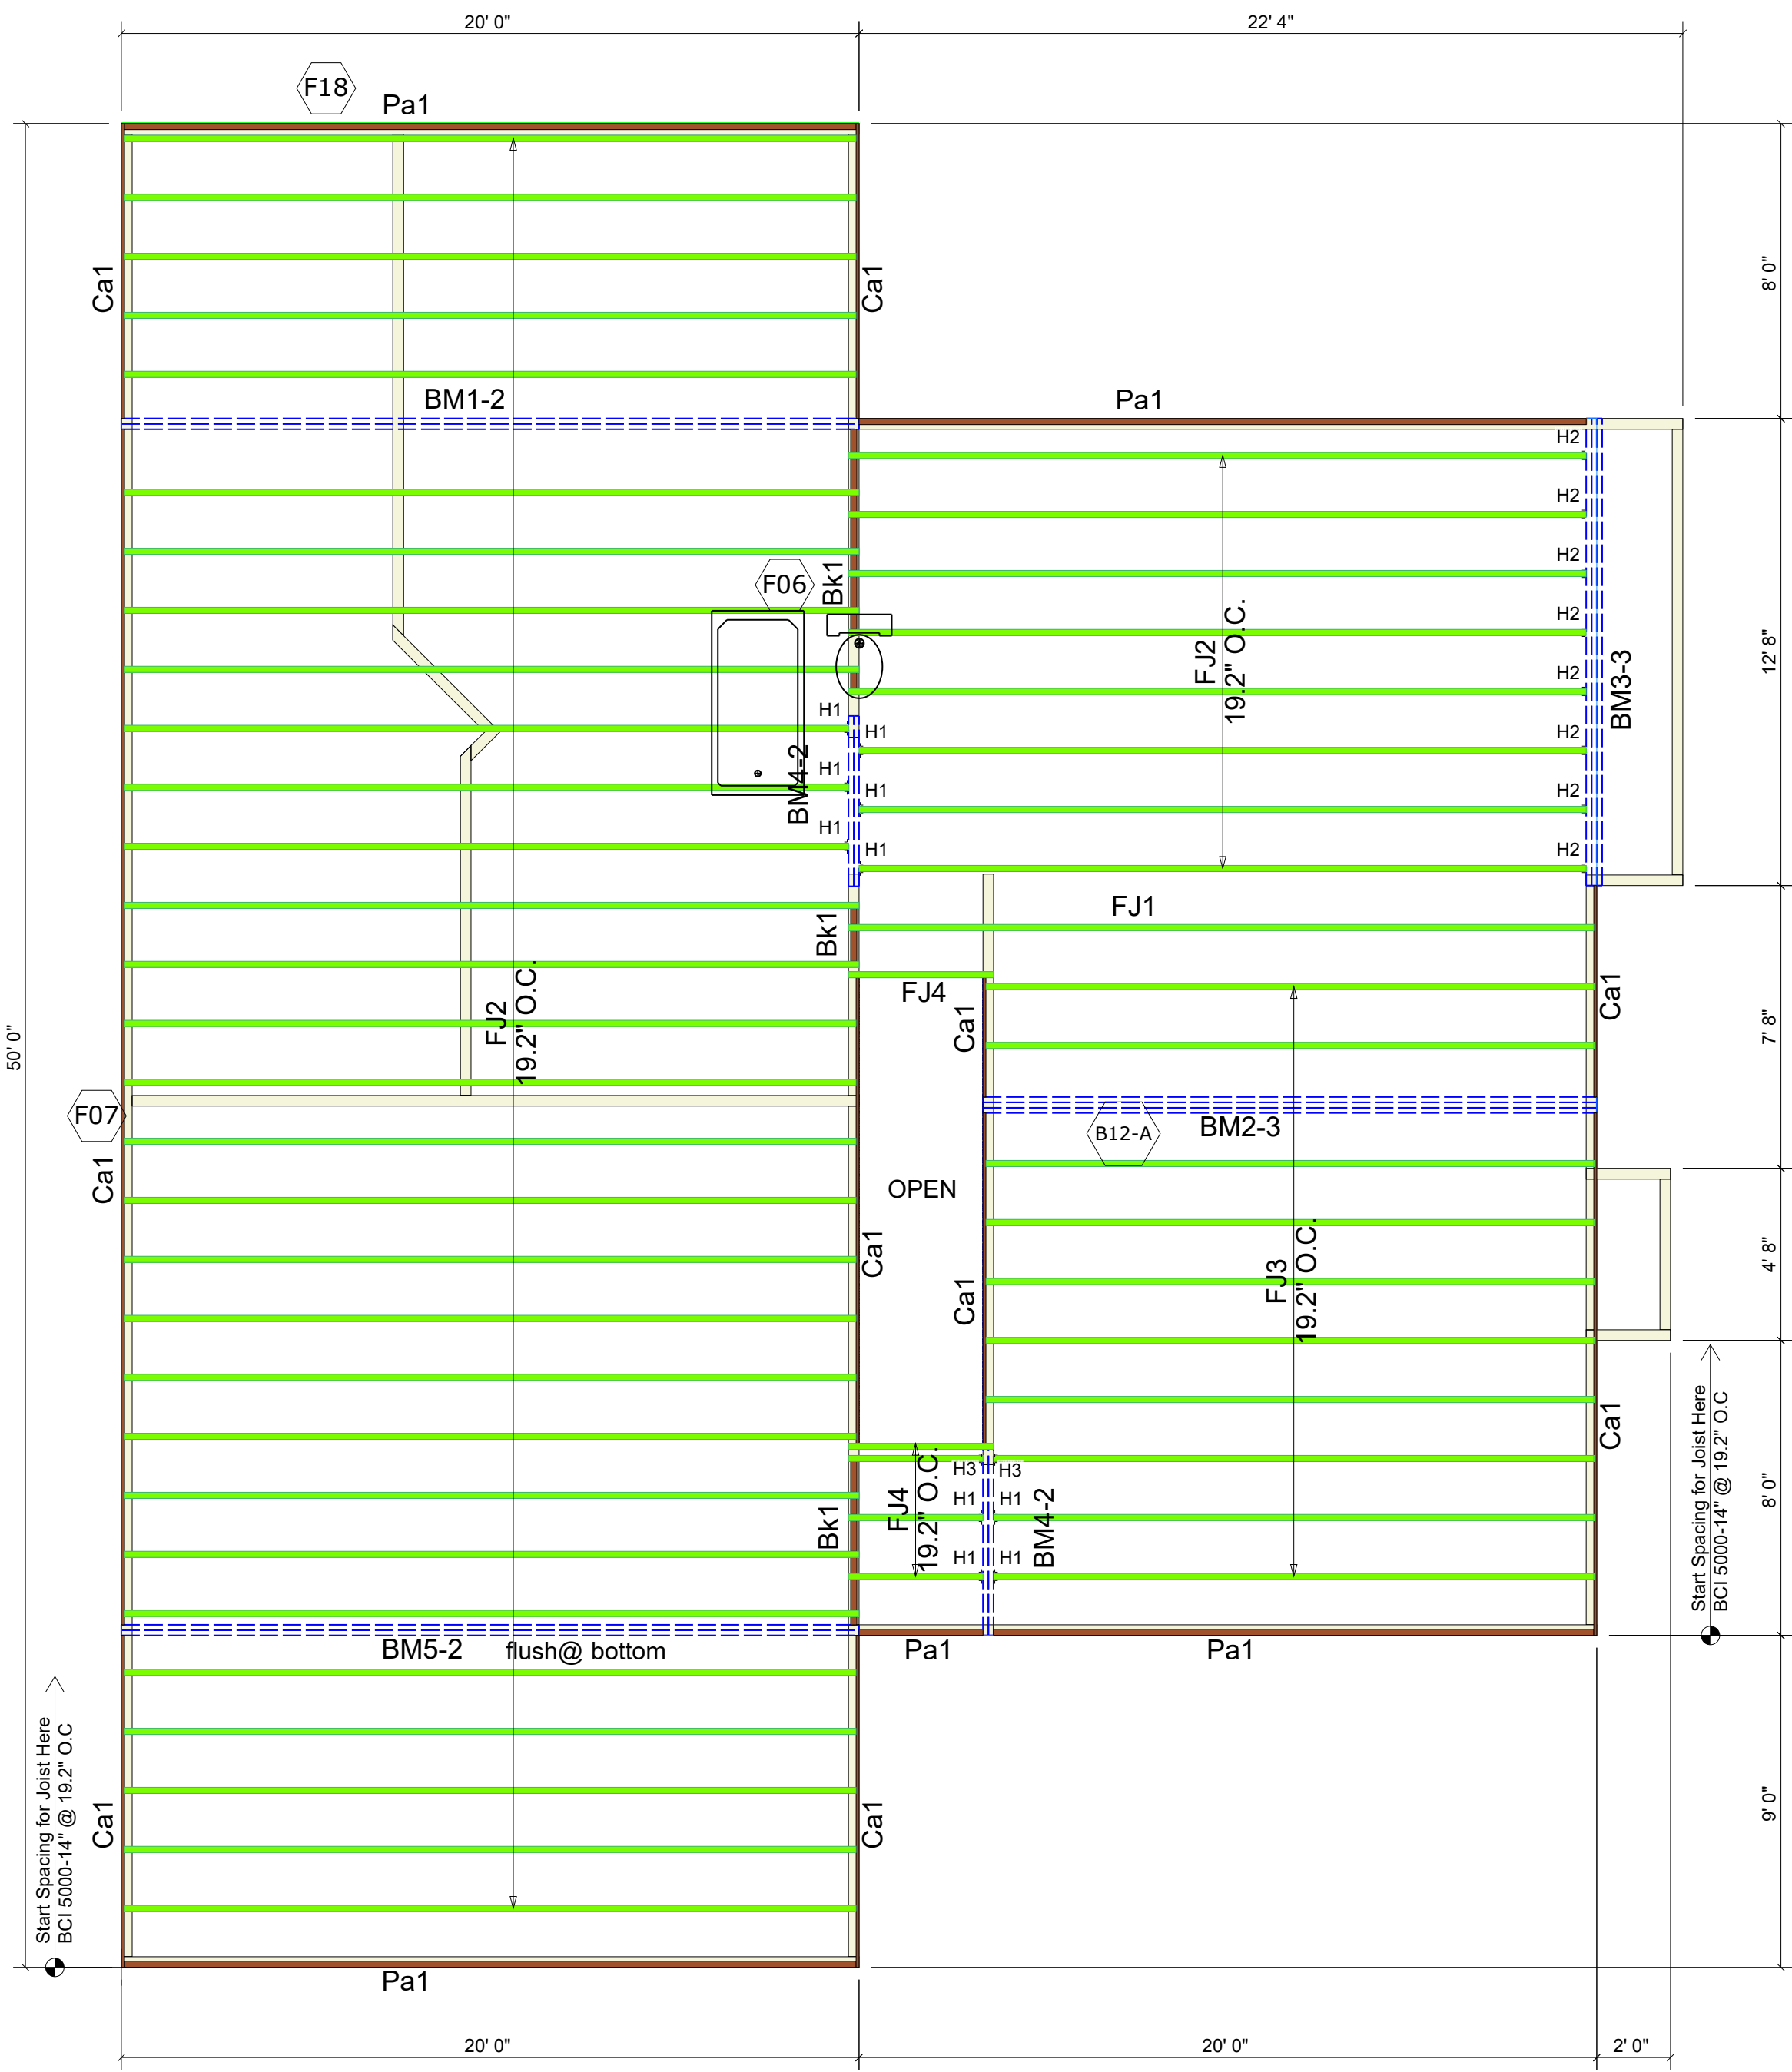 20' 0"
22' 4"
F18
Pa1
Ca1
Ca1
8' 0"
BM1-2
Pa1
H2
H2
H2
H2
H2
H2
H2
H2
F06
Bk1
FJ2
19.2" O.C.
BM3-3
12' 8"
H1
H1
H1
H1
H1
H1
BM4-2
FJ1
Bk1
FJ4
Ca1
Ca1
7' 8"
50' 0"
FJ2
19.2" O.C.
F07
B12-A
BM2-3
Ca1
OPEN
Ca1
Ca1
FJ3
19.2" O.C.
4' 8"
Ca1
Start Spacing for Joist Here
BCI 5000-14" @ 19.2" O.C
8' 0"
H3
H3
H1
H1
H1
H1
FJ4
19.2" O.C.
Bk1
BM4-2
BM5-2
flush@ bottom
Pa1
Pa1
Start Spacing for Joist Here
BCI 5000-14" @ 19.2" O.C
Ca1
Ca1
9' 0"
Pa1
20' 0"
20' 0"
2' 0"